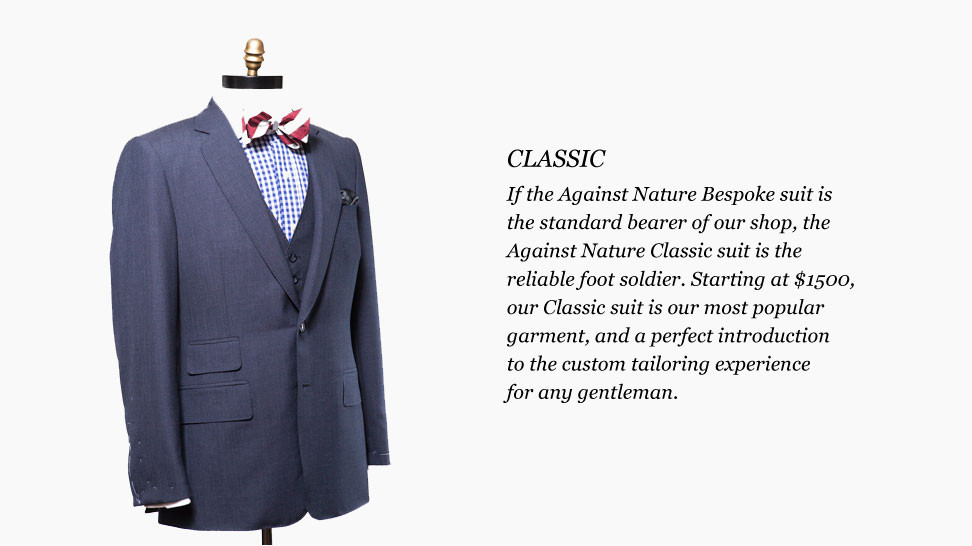 CLASSIC
If the Against Nature Bespoke suit is
the standard bearer of our shop, the
Against Nature Classic suit is the
reliable foot soldier. Starting at $1500,
our Classic suit is our most popular
garment, and a perfect introduction
to the custom tailoring experience
for any gentleman.